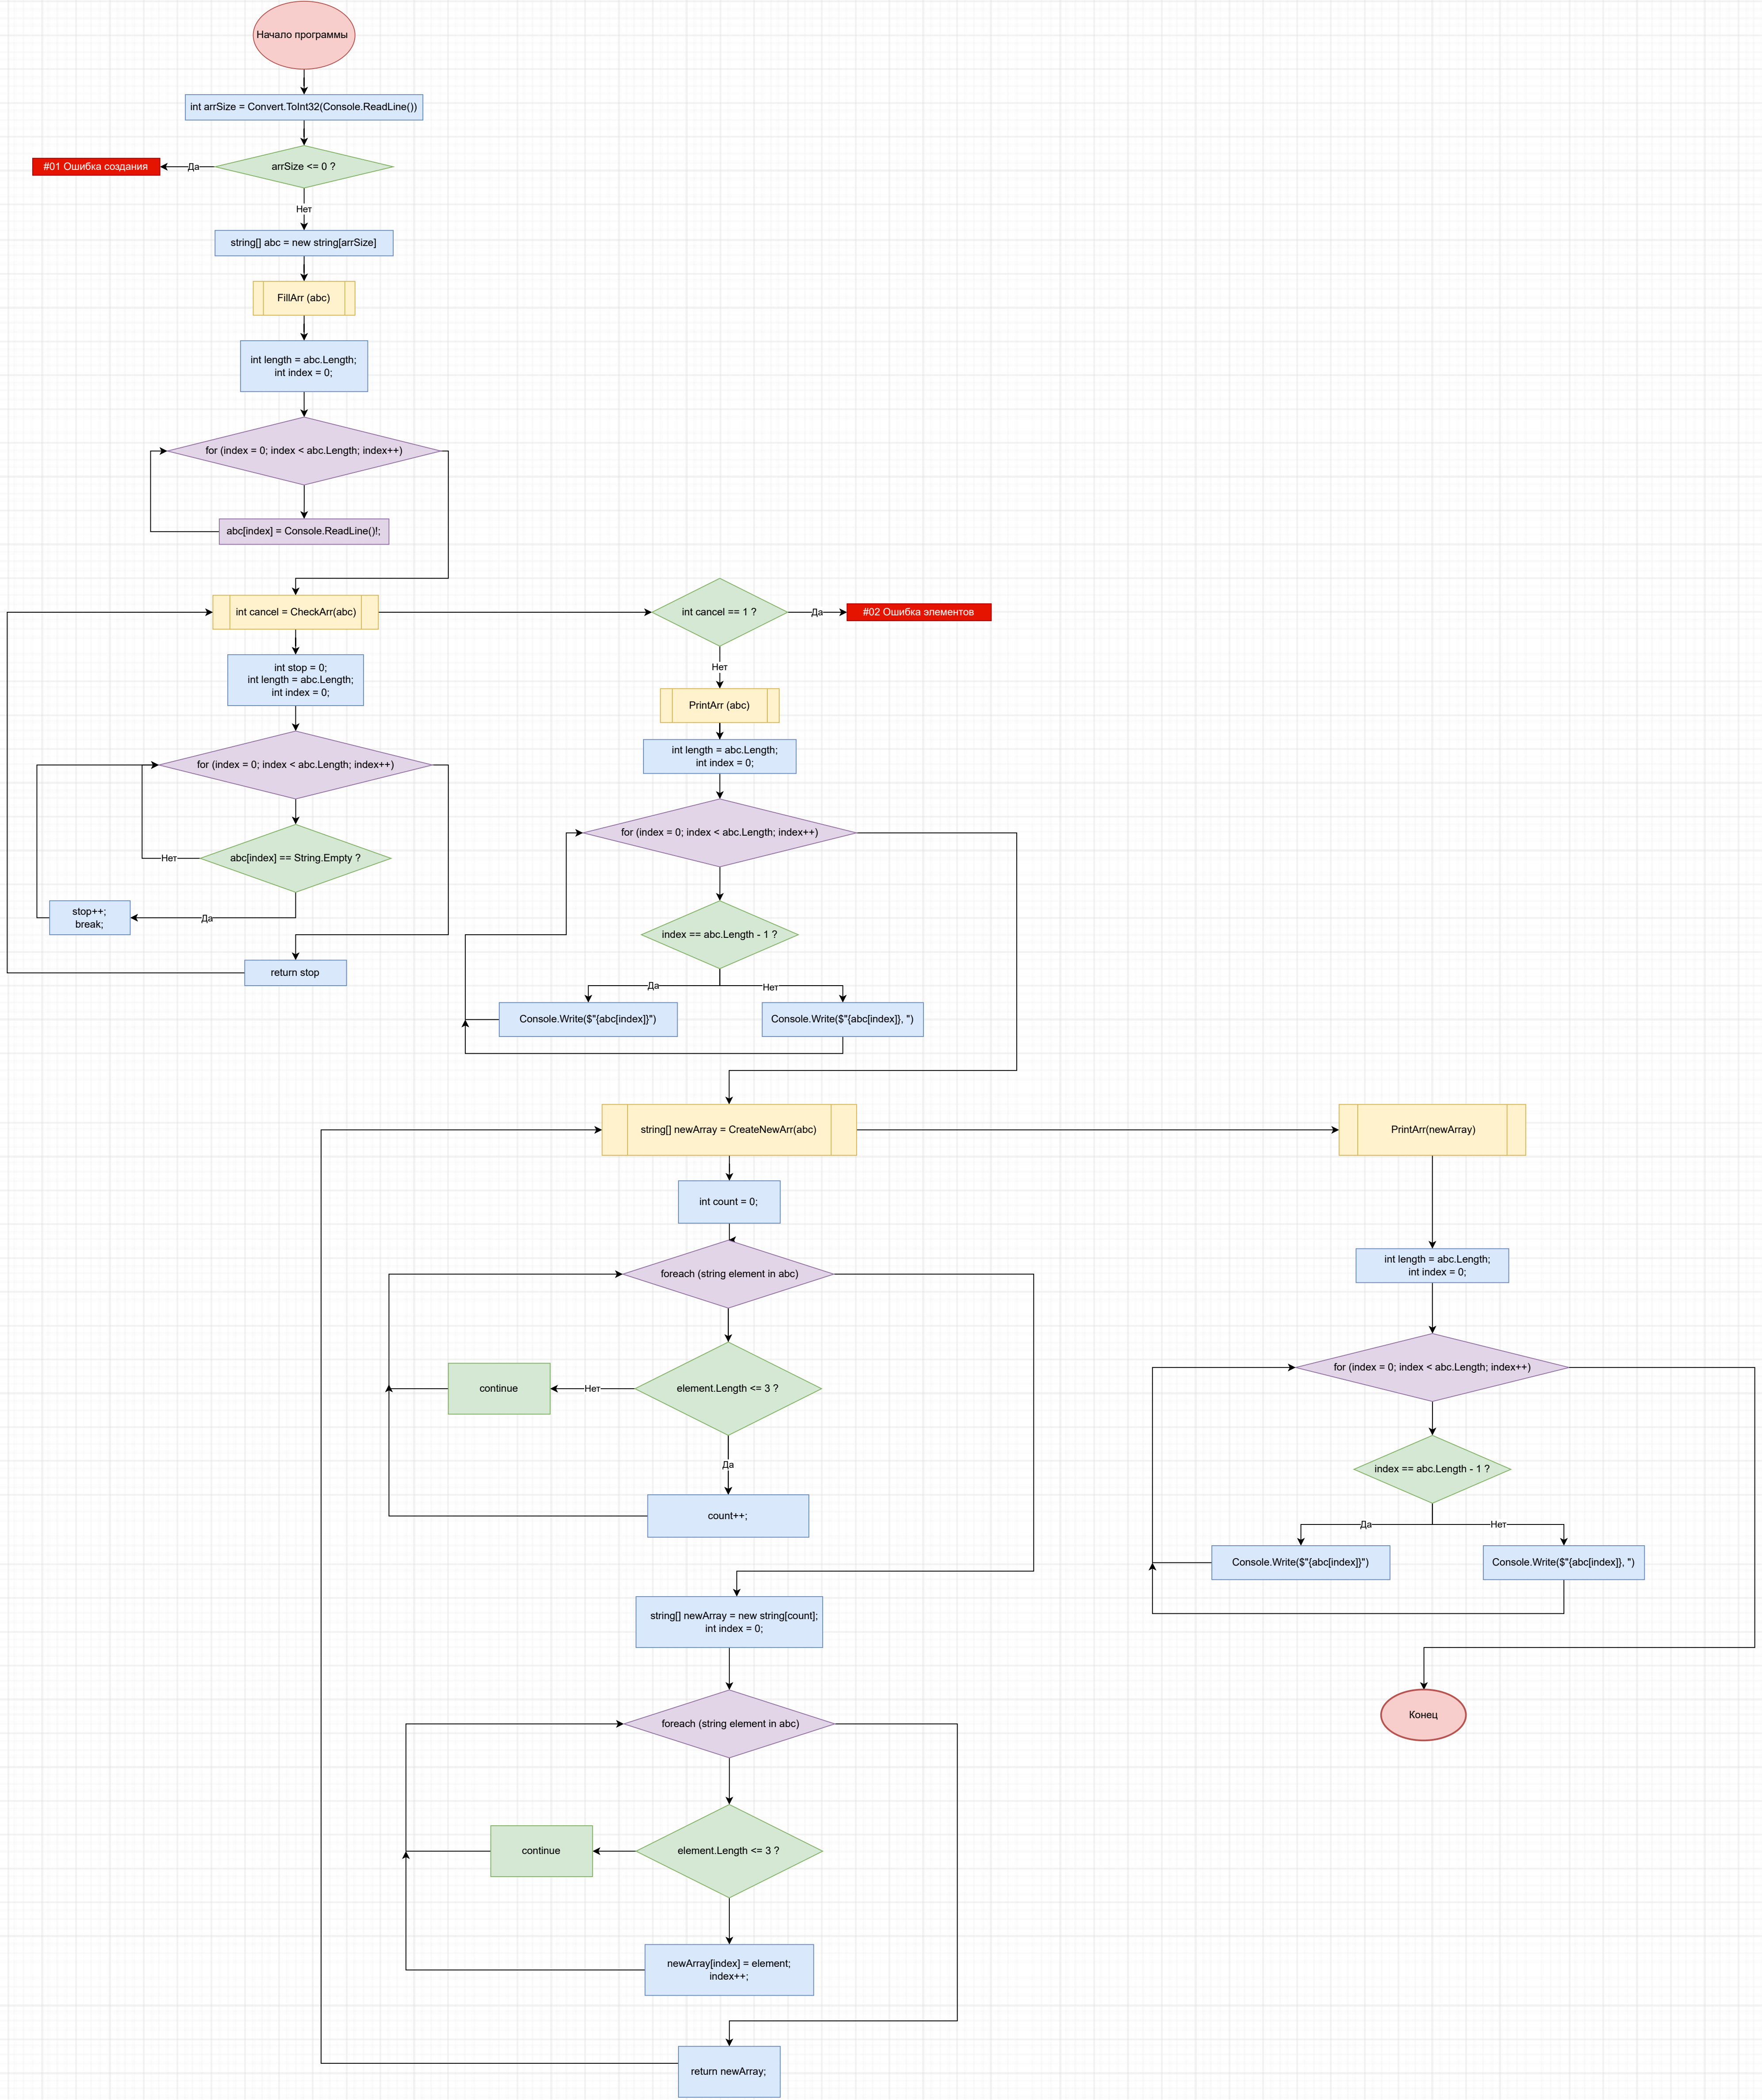 Начало программы
int arrSize = Convert.ToInt32(Console.ReadLine())
#01 Ошибка создания
Да
arrSize <= 0 ?
Нет
string[] abc = new string[arrSize]
FillArr (abc)
int length = abc.Length;
int index = 0;
for (index = 0; index < abc.Length; index++)
abc[index] = Console.ReadLine()!;
int cancel = CheckArr(abc)
int stop = 0;
int length = abc.Length;
int index = 0;
for (index = 0; index < abc.Length; index++)
abc[index] == String.Empty ?
Нет
Да
stop++;
break;
return stop
int cancel == 1 ?
Да
#02 Ошибка элементов
Нет
PrintArr (abc)
int length = abc.Length;
int index = 0;
for (index = 0; index < abc.Length; index++)
index == abc.Length - 1 ?
Да
Нет
Console.Write($"{abc[index]}")
Console.Write($"{abc[index]}, ")
string[] newArray = CreateNewArr(abc)
int count = 0;
foreach (string element in abc)
continue
Нет
element.Length <= 3 ?
Да
count++;
string[] newArray = new string[count];
int index = 0;
foreach (string element in abc)
continue
element.Length <= 3 ?
newArray[index] = element;
index++;
return newArray;
PrintArr(newArray)
int length = abc.Length;
int index = 0;
for (index = 0; index < abc.Length; index++)
index == abc.Length - 1 ?
Да
Нет
Console.Write($"{abc[index]}")
Console.Write($"{abc[index]}, ")
Конец